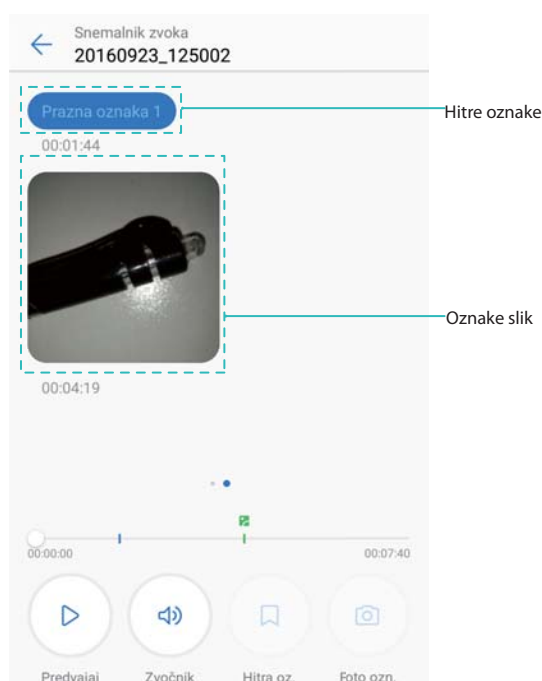 Snemalnik zvoka
20160923_125002
Prazna oznaka 1
Hitre oznake
00:01:44
Oznake slik
00:04:19
00:00:00
00:07:40
Predvajaj
Zvočnik
Hitra oz.
Foto ozn.